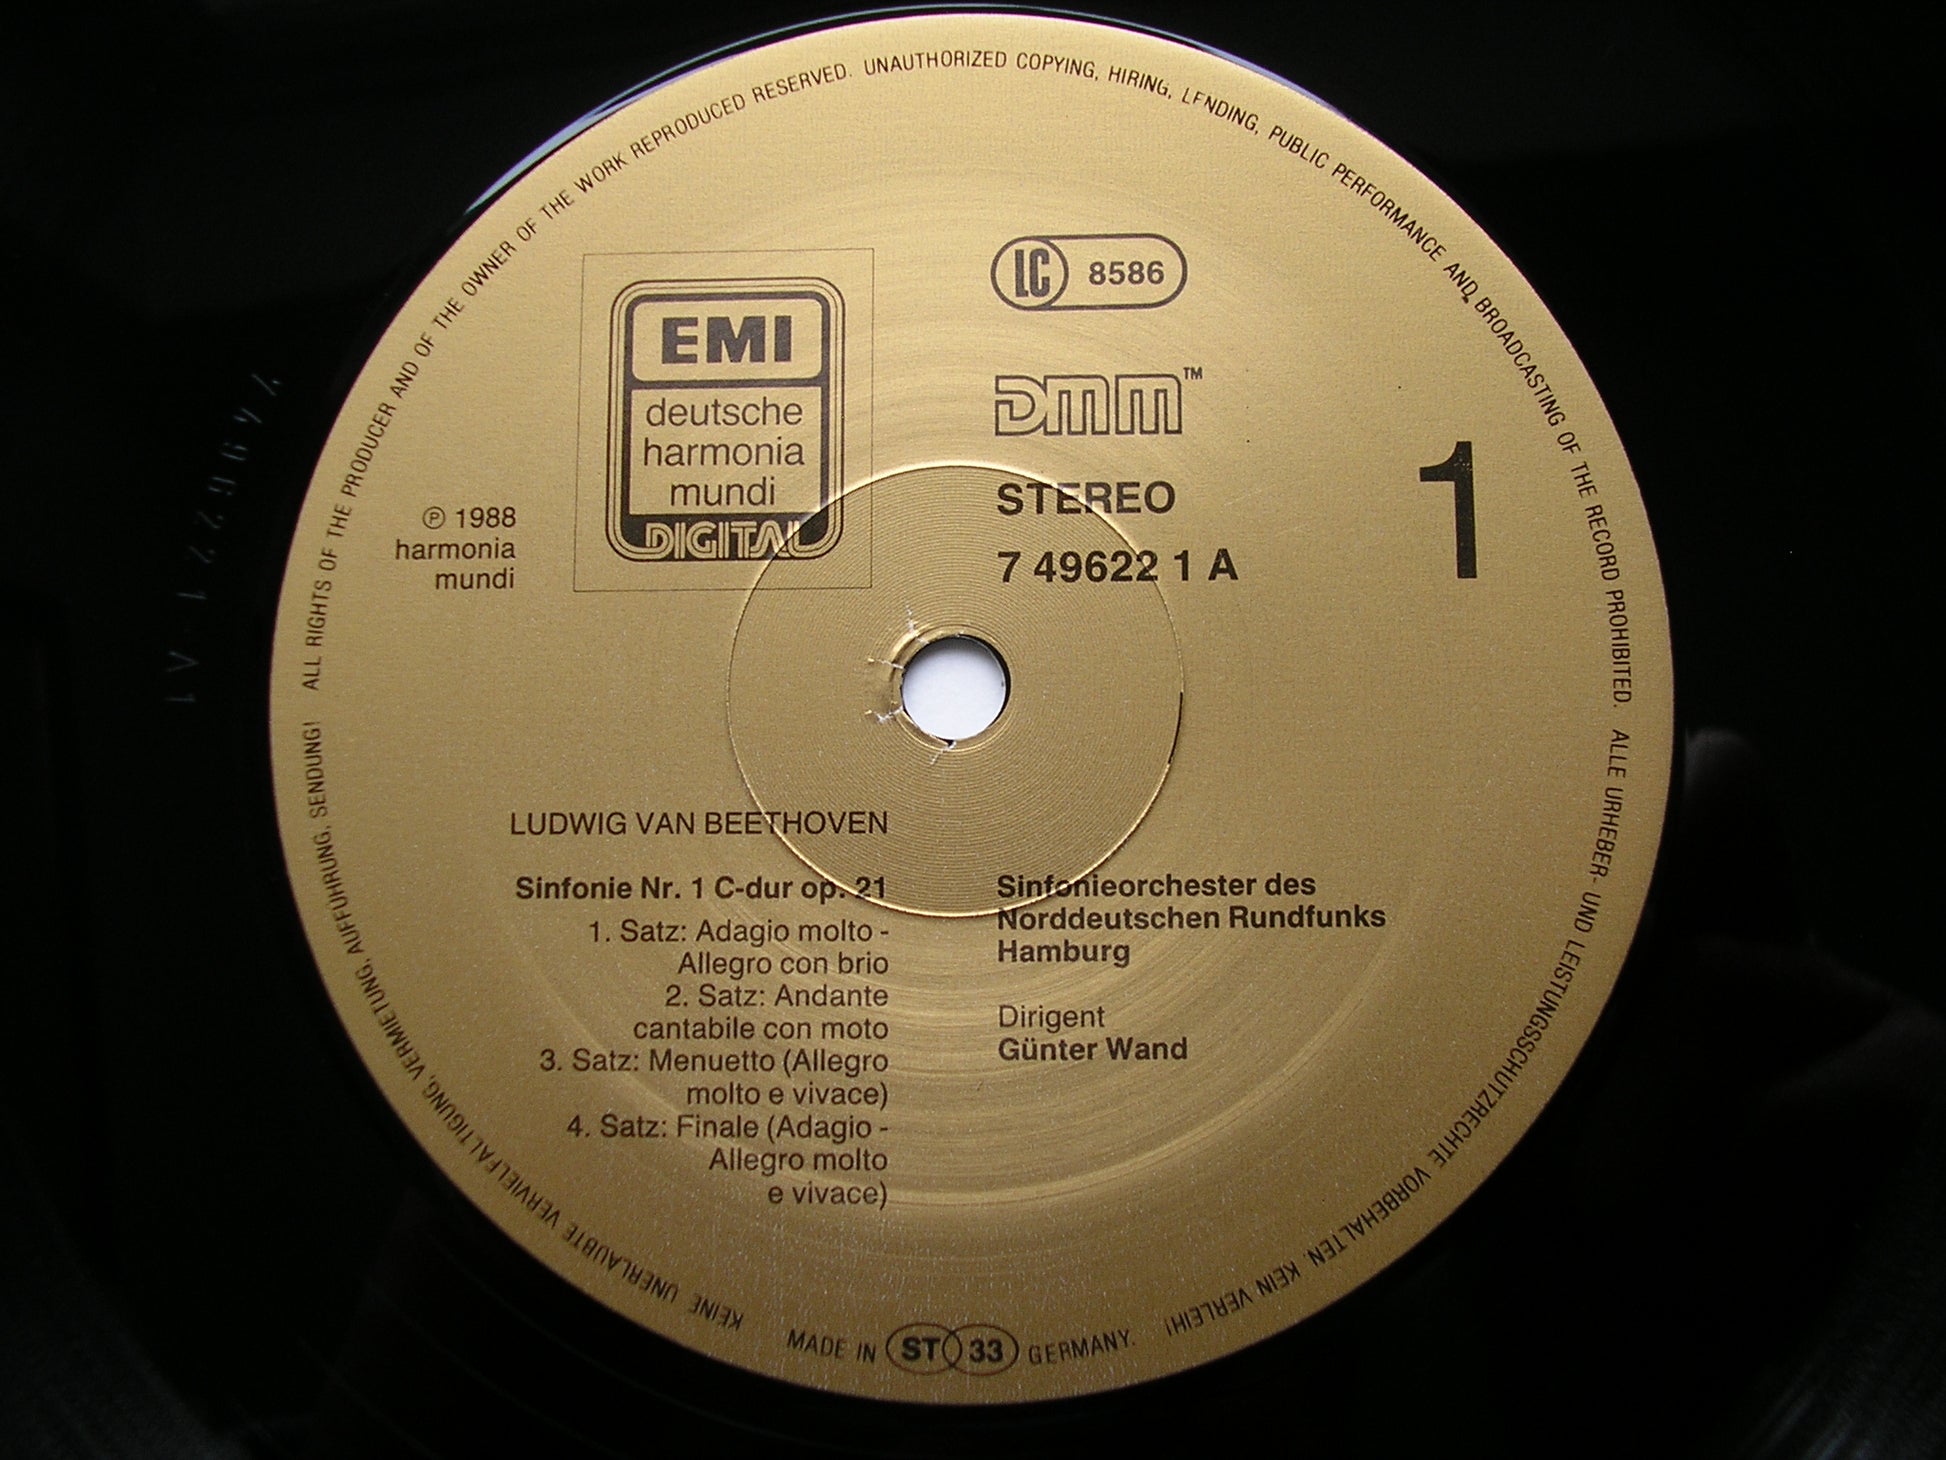 ALL RIGHTS OF THE PRODUCER AND OF THE OWNER OF THE WORK REPRODUCED RESERVED. UNAUTHORIZED COPYING, HIRING, LENDING, PUBLIC PERFORMANCE AND BROADCASTING OF THE RECORD PROHIBITED.
LC 8586
EMI
deutsche
harmonia
mundi
DIGITAL
DMM™
STEREO
7 49622 1 A
1
℗ 1988
harmonia
mundi
7 49622 1 A1
LUDWIG VAN BEETHOVEN
Sinfonie Nr. 1 C-dur op. 21
1. Satz: Adagio molto -
Allegro con brio
2. Satz: Andante
cantabile con moto
3. Satz: Menuetto (Allegro
molto e vivace)
4. Satz: Finale (Adagio -
Allegro molto
e vivace)
Sinfonieorchester des
Norddeutschen Rundfunks
Hamburg
Dirigent
Günter Wand
ALLE URHEBER- UND LEISTUNGSSCHUTZRECHTE VORBEHALTEN. KEIN VERLEIH!
KEINE UNERLAUBTE VERVIELFÄLTIGUNG, VERMIETUNG, AUFFÜHRUNG, SENDUNG!
MADE IN ST 33 GERMANY.